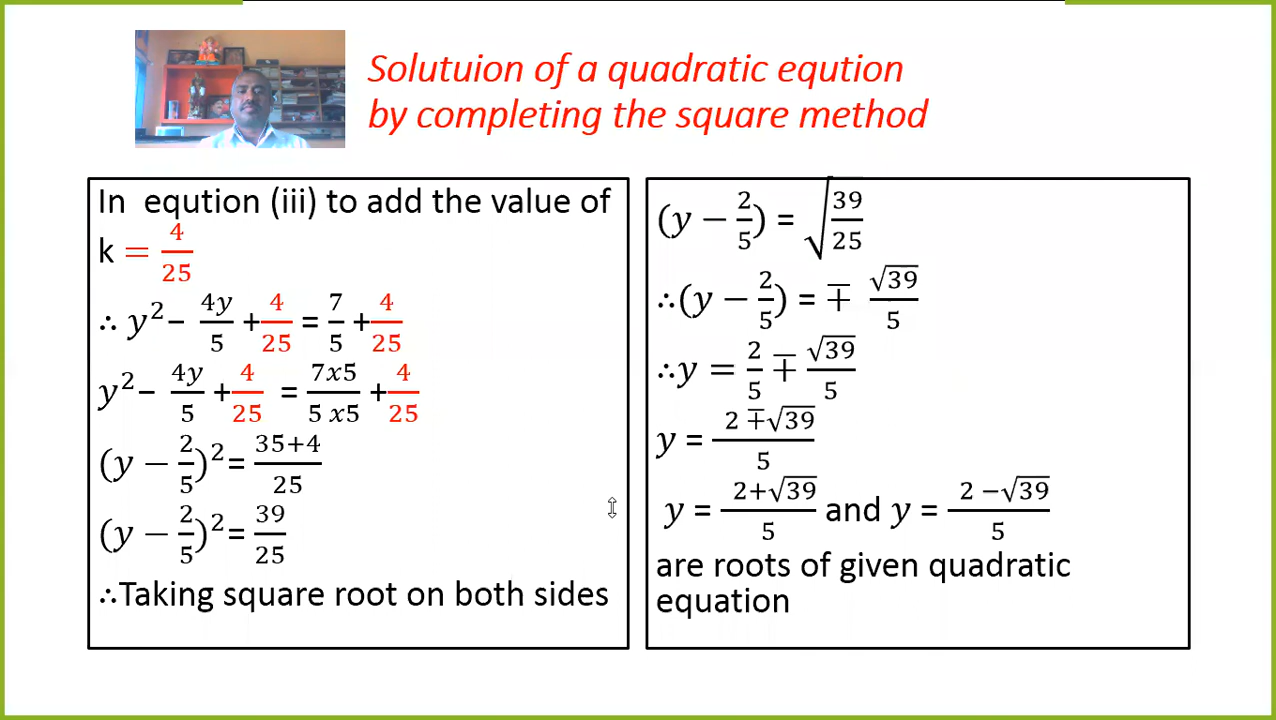 Solutuion of a quadratic eqution
by completing the square method
In eqution (iii) to add the value of
k = 4/25
∴ y² − 4y/5 + 4/25 = 7/5 + 4/25
y² − 4y/5 + 4/25 = 7x5/5 x5 + 4/25
(y − 2/5)² = 35+4/25
(y − 2/5)² = 39/25
∴Taking square root on both sides
(y − 2/5) = √39/25
∴(y − 2/5) = ∓ √39/5
∴y = 2/5 ∓ √39/5
y = 2 ∓√39/5
y = 2+√39/5 and y = 2 −√39/5
are roots of given quadratic
equation